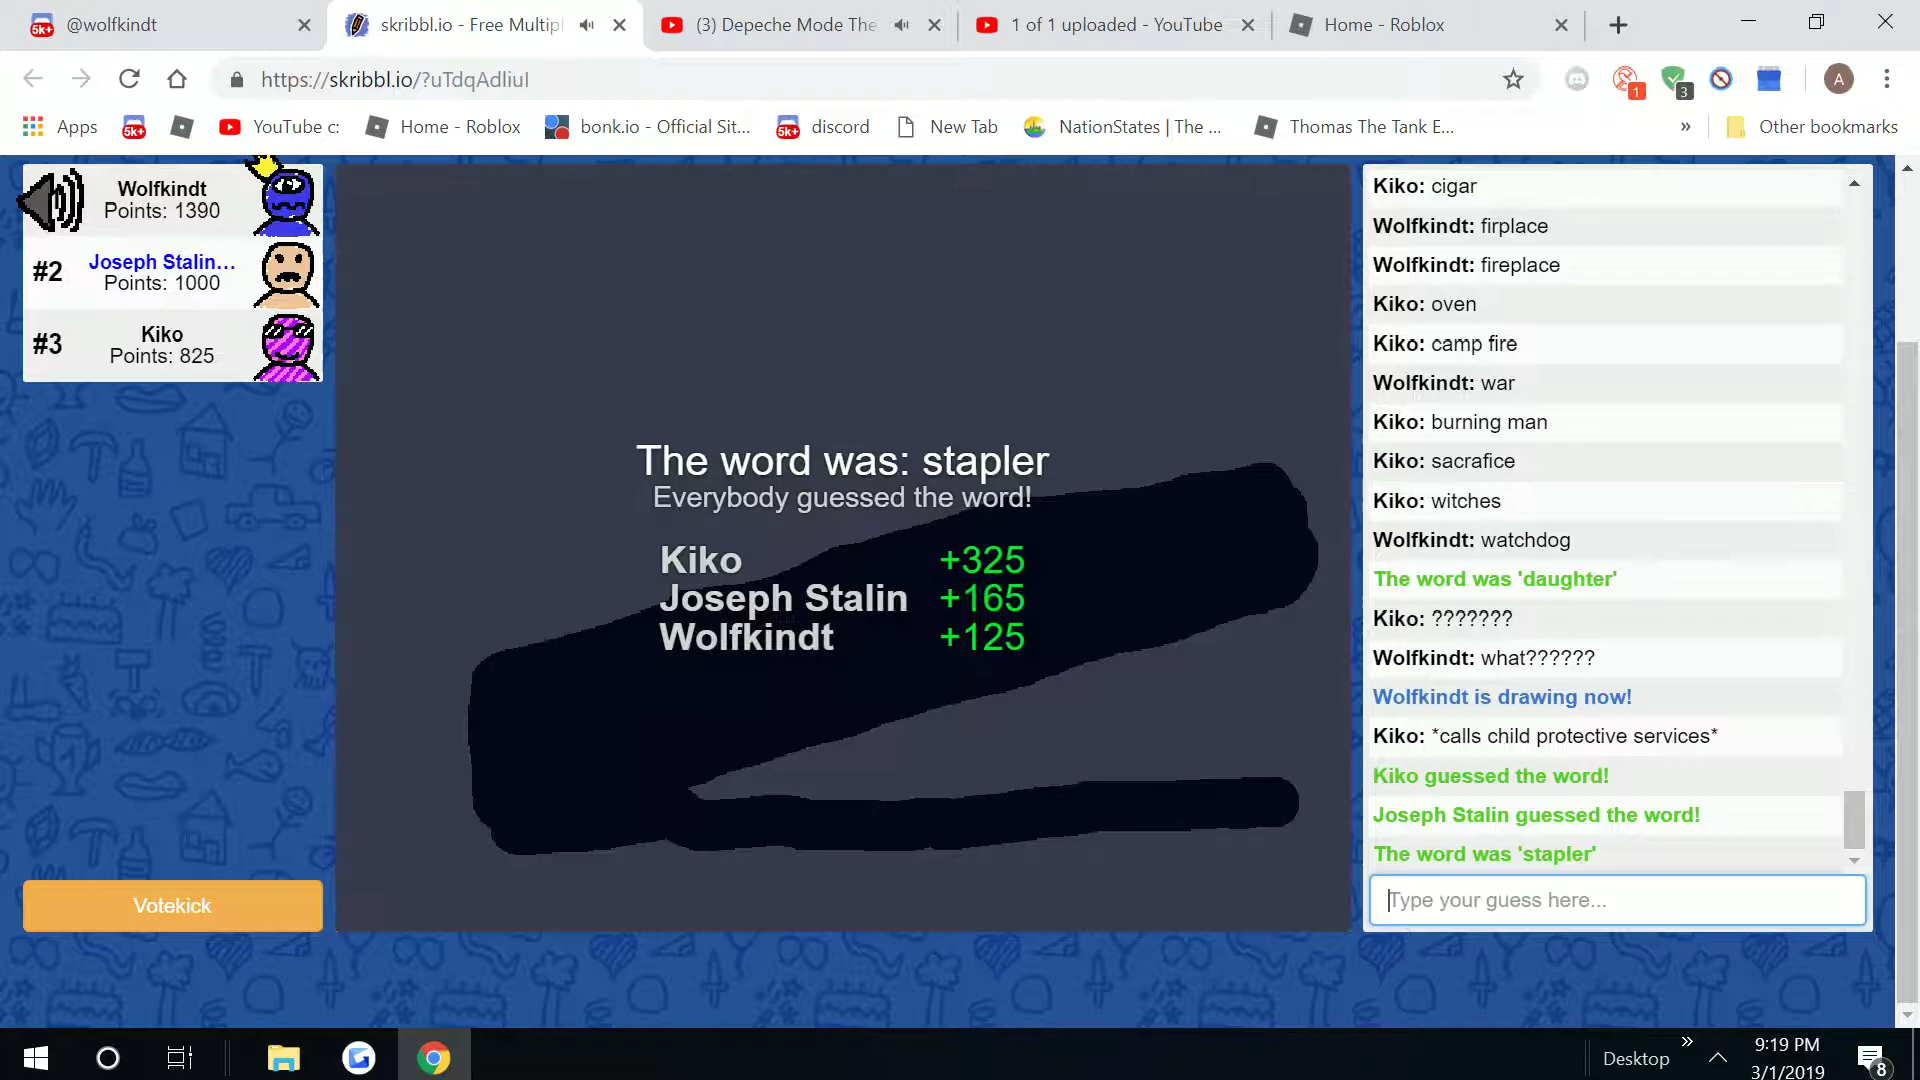 @wolfkindt
skribbl.io - Free Multipl
(3) Depeche Mode The
1 of 1 uploaded - YouTube
Home - Roblox
https://skribbl.io/?uTdqAdliuI
1
3
A
Apps
5k+
YouTube c:
Home - Roblox
bonk.io - Official Sit...
5k+
discord
New Tab
NationStates | The ...
Thomas The Tank E...
»
Other bookmarks
Wolfkindt
Points: 1390
#2
Joseph Stalin...
Points: 1000
#3
Kiko
Points: 825
Votekick
The word was: stapler
Everybody guessed the word!
Kiko +325
Joseph Stalin +165
Wolfkindt +125
Kiko: cigar
Wolfkindt: firplace
Wolfkindt: fireplace
Kiko: oven
Kiko: camp fire
Wolfkindt: war
Kiko: burning man
Kiko: sacrafice
Kiko: witches
Wolfkindt: watchdog
The word was 'daughter'
Kiko: ???????
Wolfkindt: what??????
Wolfkindt is drawing now!
Kiko: *calls child protective services*
Kiko guessed the word!
Joseph Stalin guessed the word!
The word was 'stapler'
Type your guess here...
Desktop
»
9:19 PM
3/1/2019
8